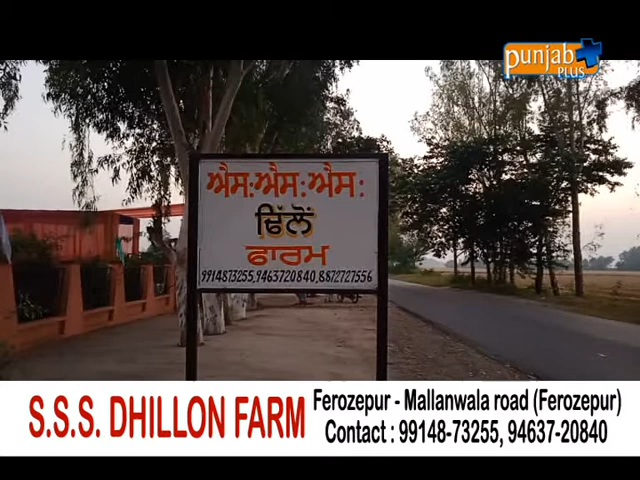 punjab
PLUS
ਐਸ:ਐਸ:ਐਸ:
ਢਿੱਲੋਂ
ਫਾਰਮ
9914873255,9463720840,8872727556
S.S.S. DHILLON FARM
Ferozepur - Mallanwala road (Ferozepur)
Contact : 99148-73255, 94637-20840